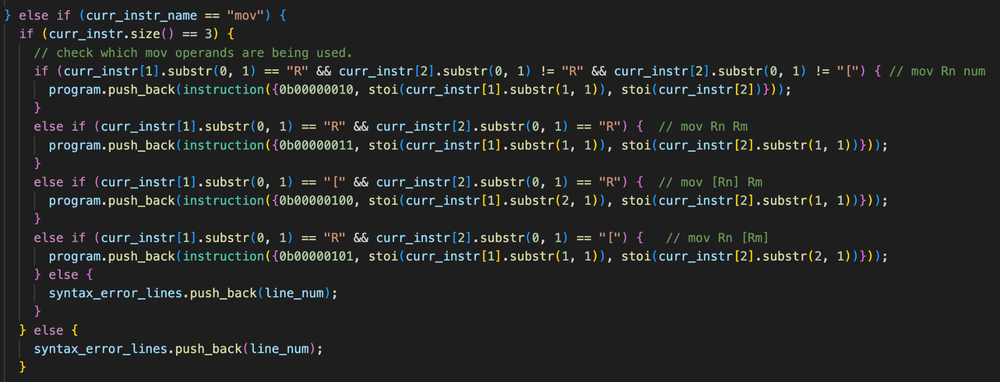 } else if (curr_instr_name == "mov") {
if (curr_instr.size() == 3) {
// check which mov operands are being used.
if (curr_instr[1].substr(0, 1) == "R" && curr_instr[2].substr(0, 1) != "R" && curr_instr[2].substr(0, 1) != "[") { // mov Rn num
program.push_back(instruction({0b00000010, stoi(curr_instr[1].substr(1, 1)), stoi(curr_instr[2])}));
}
else if (curr_instr[1].substr(0, 1) == "R" && curr_instr[2].substr(0, 1) == "R") { // mov Rn Rm
program.push_back(instruction({0b00000011, stoi(curr_instr[1].substr(1, 1)), stoi(curr_instr[2].substr(1, 1))}));
}
else if (curr_instr[1].substr(0, 1) == "[" && curr_instr[2].substr(0, 1) == "R") { // mov [Rn] Rm
program.push_back(instruction({0b00000100, stoi(curr_instr[1].substr(2, 1)), stoi(curr_instr[2].substr(1, 1))}));
}
else if (curr_instr[1].substr(0, 1) == "R" && curr_instr[2].substr(0, 1) == "[") { // mov Rn [Rm]
program.push_back(instruction({0b00000101, stoi(curr_instr[1].substr(1, 1)), stoi(curr_instr[2].substr(2, 1))}));
} else {
syntax_error_lines.push_back(line_num);
}
} else {
syntax_error_lines.push_back(line_num);
}